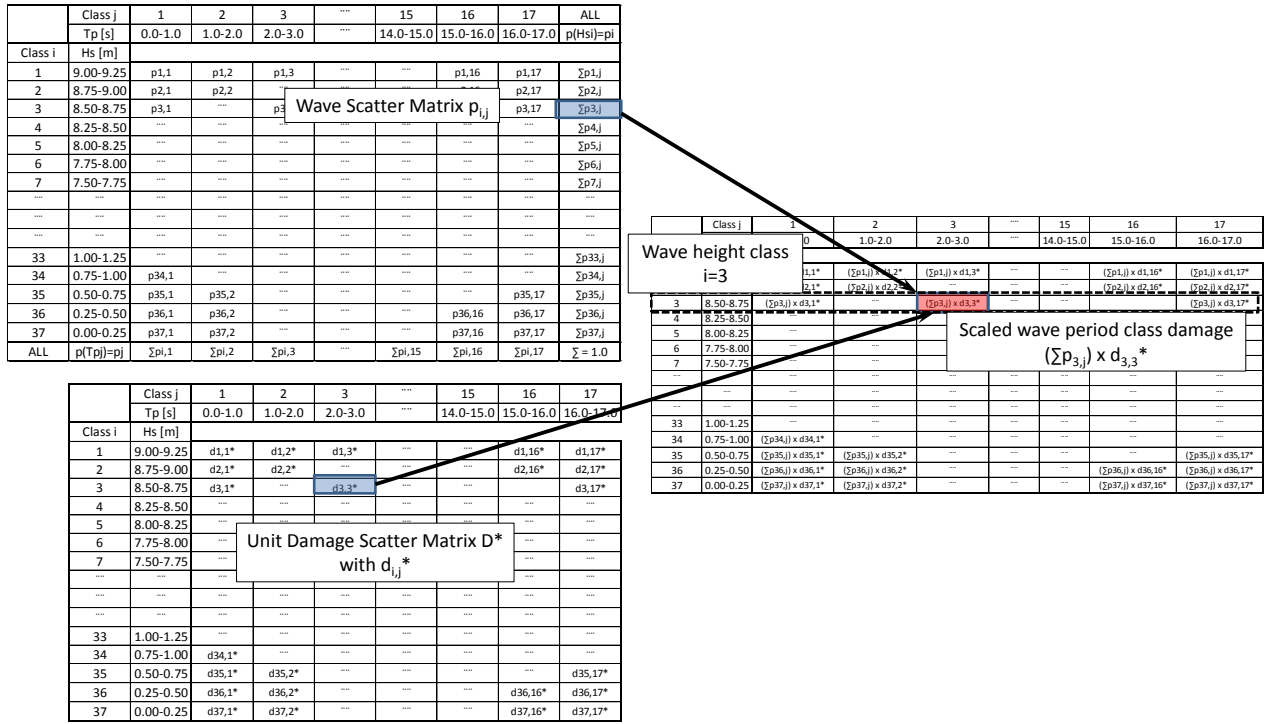 Class j 1 2 3 ···· 15 16 17 ALL
Tp [s] 0.0-1.0 1.0-2.0 2.0-3.0 ···· 14.0-15.0 15.0-16.0 16.0-17.0 p(Hsi)=pi
Class i Hs [m]
1 9.00-9.25 p1,1 p1,2 p1,3 ···· ···· p1,16 p1,17 ∑p1,j
2 8.75-9.00 p2,1 p2,2 ···· p2,17 ∑p2,j
Wave Scatter Matrix pi,j
3 8.50-8.75 p3,1 ···· p3,17 ∑p3,j
4 8.25-8.50 ···· ···· ···· ···· ···· ···· ···· ∑p4,j
5 8.00-8.25 ···· ···· ···· ···· ···· ···· ···· ∑p5,j
6 7.75-8.00 ···· ···· ···· ···· ···· ···· ···· ∑p6,j
7 7.50-7.75 ···· ···· ···· ···· ···· ···· ···· ∑p7,j
···· ···· ···· ···· ···· ···· ···· ···· ····
···· ···· ···· ···· ···· ···· ···· ···· ····
···· ···· ···· ···· ···· ···· ···· ···· ····
33 1.00-1.25 ···· ···· ···· ···· ···· ···· ···· ∑p33,j
34 0.75-1.00 p34,1 ···· ···· ···· ···· ···· ···· ∑p34,j
35 0.50-0.75 p35,1 p35,2 ···· ···· ···· ···· p35,17 ∑p35,j
36 0.25-0.50 p36,1 p36,2 ···· ···· ···· p36,16 p36,17 ∑p36,j
37 0.00-0.25 p37,1 p37,2 ···· ···· ···· p37,16 p37,17 ∑p37,j
ALL p(Tpj)=pj ∑pi,1 ∑pi,2 ∑pi,3 ···· ∑pi,15 ∑pi,16 ∑pi,17 ∑ = 1.0
Class j 1 2 3 ···· 15 16 17
Tp [s] 0.0-1.0 1.0-2.0 2.0-3.0 ···· 14.0-15.0 15.0-16.0 16.0-17.0
Class i Hs [m]
1 9.00-9.25 d1,1* d1,2* d1,3* ···· ···· d1,16* d1,17*
2 8.75-9.00 d2,1* d2,2* ···· ···· ···· d2,16* d2,17*
3 8.50-8.75 d3,1* ···· d3,3* ···· ···· d3,17*
4 8.25-8.50 ···· ···· ···· ···· ···· ···· ····
5 8.00-8.25 ···· ···· ···· ···· ···· ···· ····
6 7.75-8.00 ···· ····
7 7.50-7.75 ···· ····
Unit Damage Scatter Matrix D*
with di,j*
···· ···· ···· ···· ···· ···· ···· ···· ····
···· ···· ···· ···· ···· ···· ···· ···· ····
···· ···· ···· ···· ···· ···· ···· ···· ····
33 1.00-1.25 ···· ···· ···· ···· ···· ···· ····
34 0.75-1.00 d34,1* ···· ···· ···· ···· ···· ····
35 0.50-0.75 d35,1* d35,2* ···· ···· ···· ···· d35,17*
36 0.25-0.50 d36,1* d36,2* ···· ···· ···· d36,16* d36,17*
37 0.00-0.25 d37,1* d37,2* ···· ···· ···· d37,16* d37,17*
Class j 1 2 3 ···· 15 16 17
1.0-2.0 2.0-3.0 ···· 14.0-15.0 15.0-16.0 16.0-17.0
Wave height class
i=3
(∑p1,j) x d1,2* (∑p1,j) x d1,3* ···· ···· (∑p1,j) x d1,16* (∑p1,j) x d1,17*
(∑p2,j) x d2,2* ···· ···· ···· (∑p2,j) x d2,16* (∑p2,j) x d2,17*
3 8.50-8.75 (∑p3,j) x d3,1* ···· (∑p3,j) x d3,3* ···· ···· (∑p3,j) x d3,17*
4 8.25-8.50 ···· ····
5 8.00-8.25 ···· ····
6 7.75-8.00 ···· ····
7 7.50-7.75 ···· ····
Scaled wave period class damage
(∑p3,j) x d3,3*
···· ···· ···· ···· ···· ···· ···· ···· ····
···· ···· ···· ···· ···· ···· ···· ···· ····
···· ···· ···· ···· ···· ···· ···· ···· ····
33 1.00-1.25 ···· ···· ···· ···· ···· ···· ····
34 0.75-1.00 (∑p34,j) x d34,1* ···· ···· ···· ···· ···· ····
35 0.50-0.75 (∑p35,j) x d35,1* (∑p35,j) x d35,2* ···· ···· ···· ···· (∑p35,j) x d35,17*
36 0.25-0.50 (∑p36,j) x d36,1* (∑p36,j) x d36,2* ···· ···· ···· (∑p36,j) x d36,16* (∑p36,j) x d36,17*
37 0.00-0.25 (∑p37,j) x d37,1* (∑p37,j) x d37,2* ···· ···· ···· (∑p37,j) x d37,16* (∑p37,j) x d37,17*